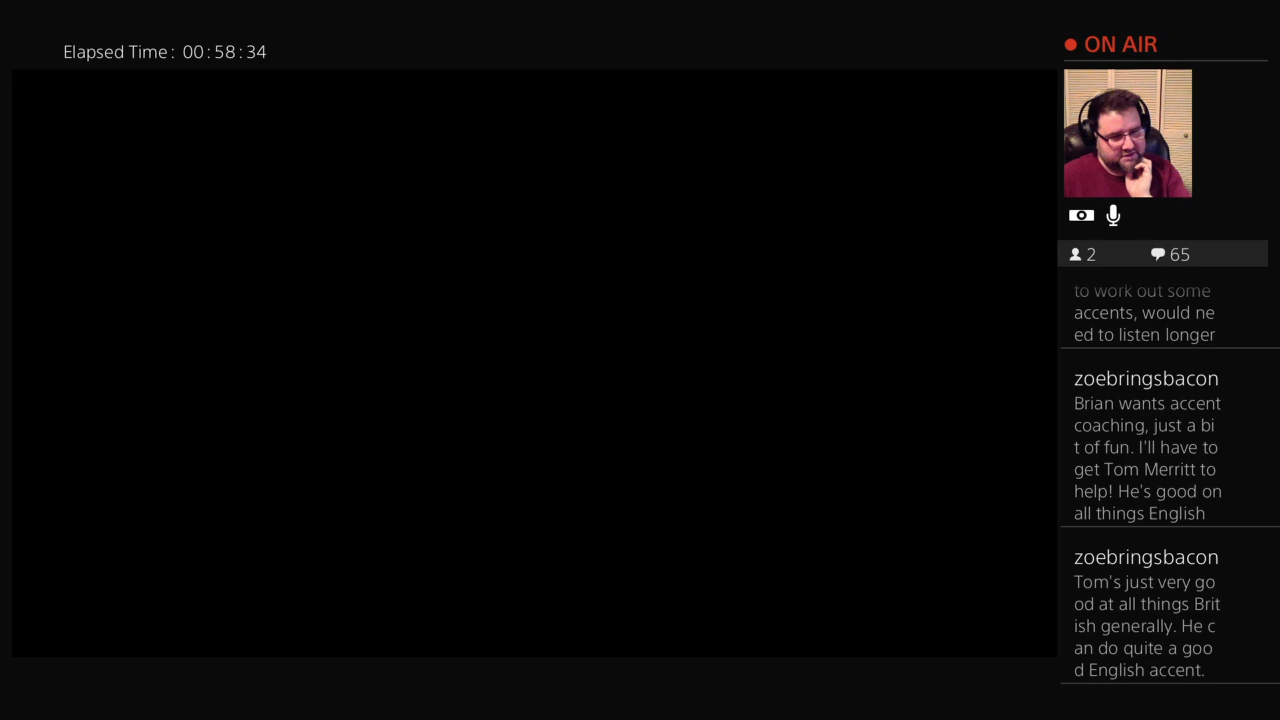 Elapsed Time: 00:58:34
ON AIR
2 65
to work out some
accents, would ne
ed to listen longer
zoebringsbacon
Brian wants accent
coaching, just a bi
t of fun. I'll have to
get Tom Merritt to
help! He's good on
all things English
zoebringsbacon
Tom's just very go
od at all things Brit
ish generally. He c
an do quite a goo
d English accent.